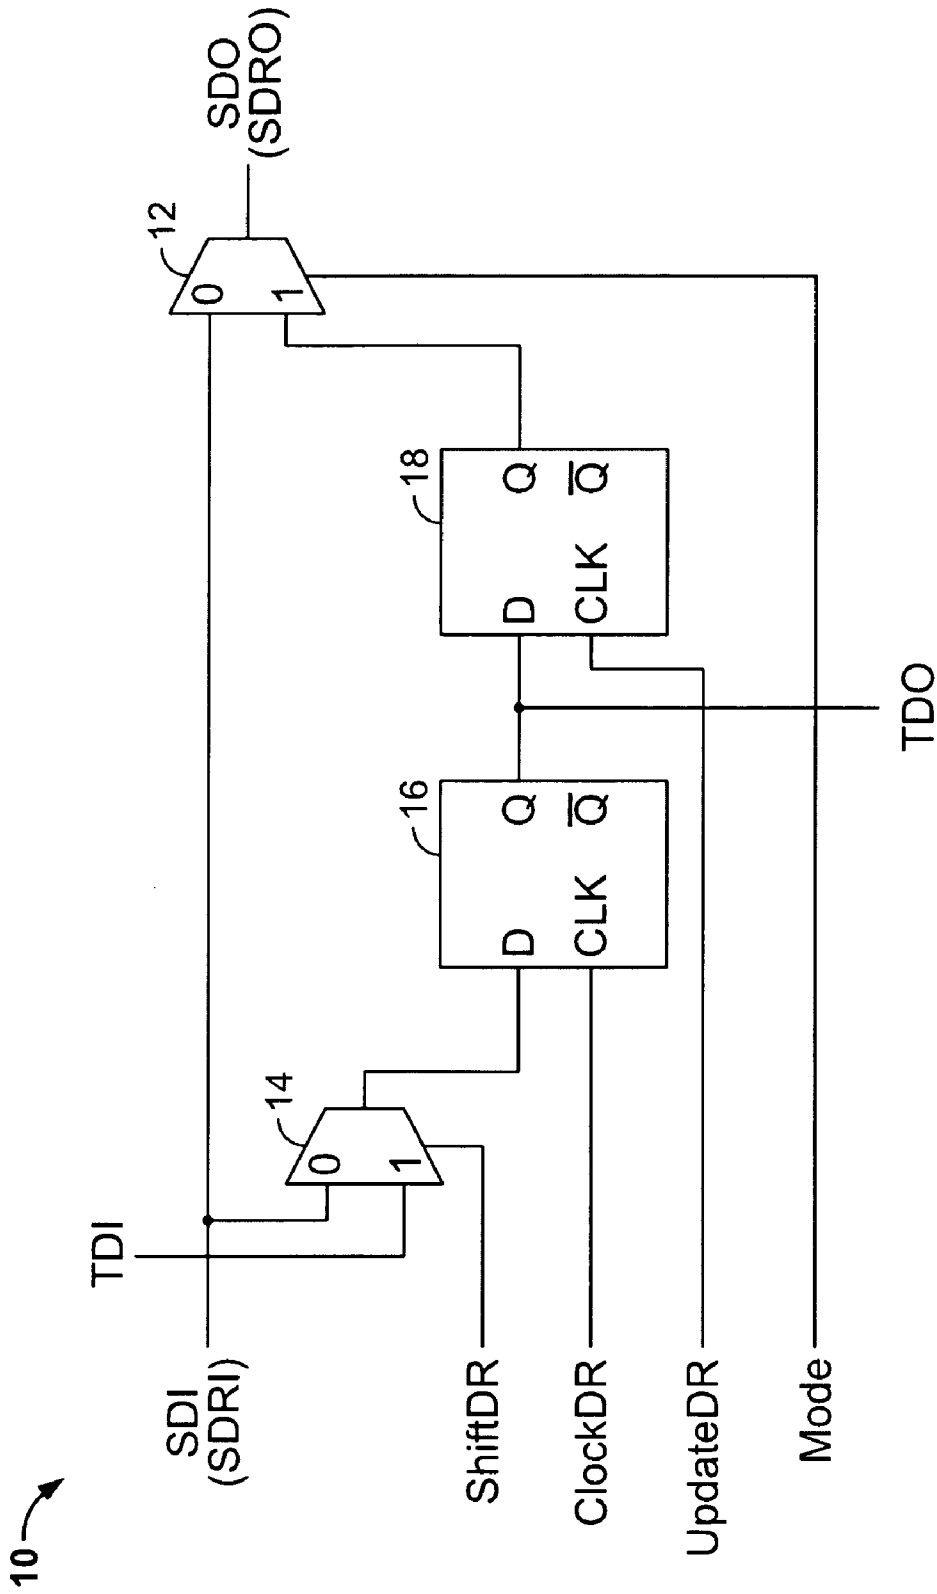 10
SDI
(SDRI)
TDI
ShiftDR
ClockDR
UpdateDR
Mode
14
0
1
16
D
Q
CLK
Q̅
TDO
18
D
Q
CLK
Q̅
12
0
1
SDO
(SDRO)